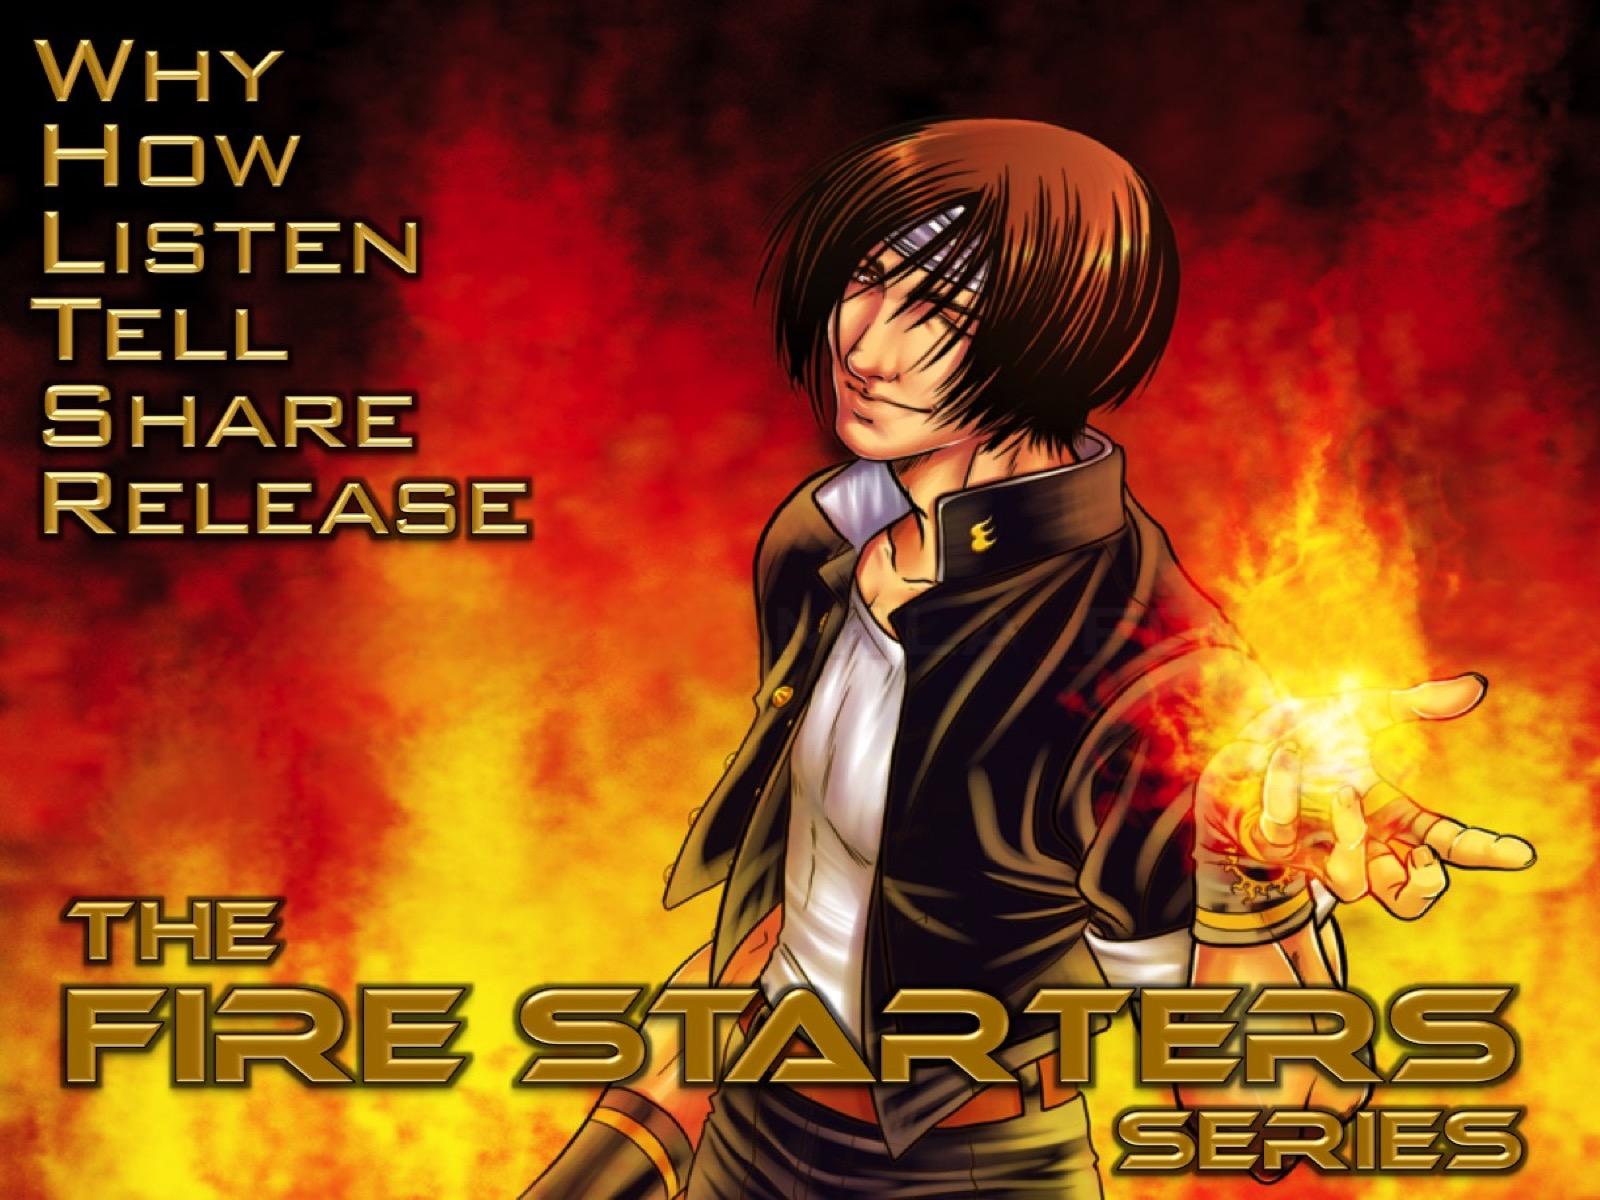 WHY
HOW
LISTEN
TELL
SHARE
RELEASE
THE
FIRE STARTERS
SERIES